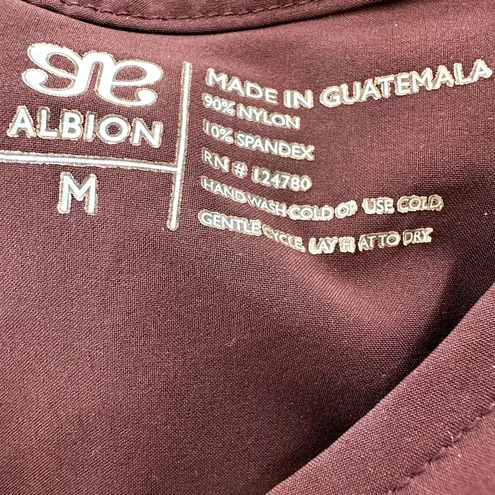 ALBION
M
MADE IN GUATEMALA
90% NYLON
10% SPANDEX
RN # 124780
HAND WASH COLD OR USE COLD
GENTLE CYCLE, LAY FLAT TO DRY